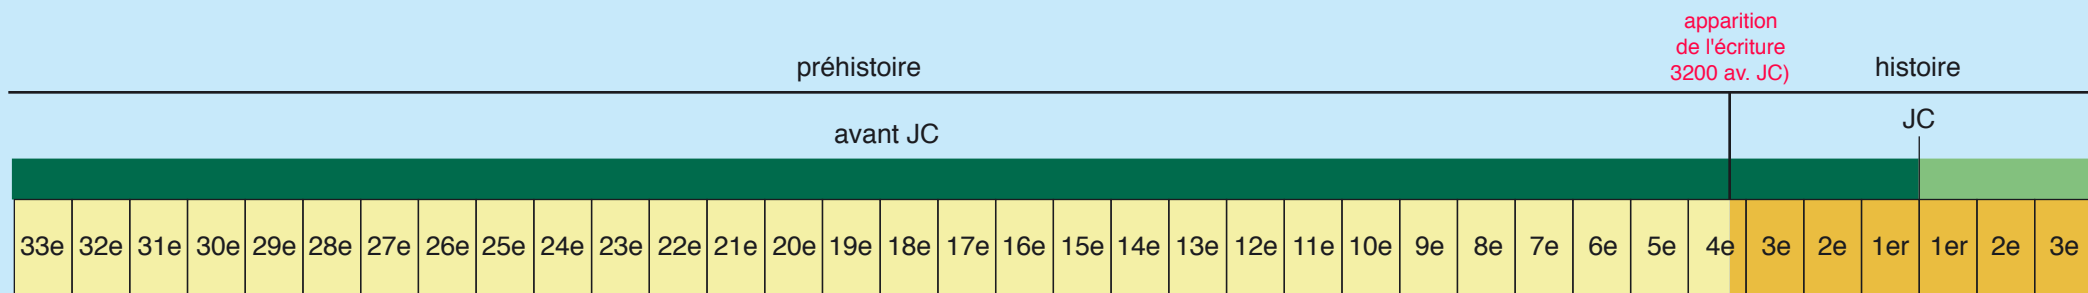 apparition
de l'écriture
3200 av. JC)
préhistoire
histoire
JC
avant JC
33e 32e 31e 30e 29e 28e 27e 26e 25e 24e 23e 22e 21e 20e 19e 18e 17e 16e 15e 14e 13e 12e 11e 10e 9e 8e 7e 6e 5e 4e 3e 2e 1er 1er 2e 3e